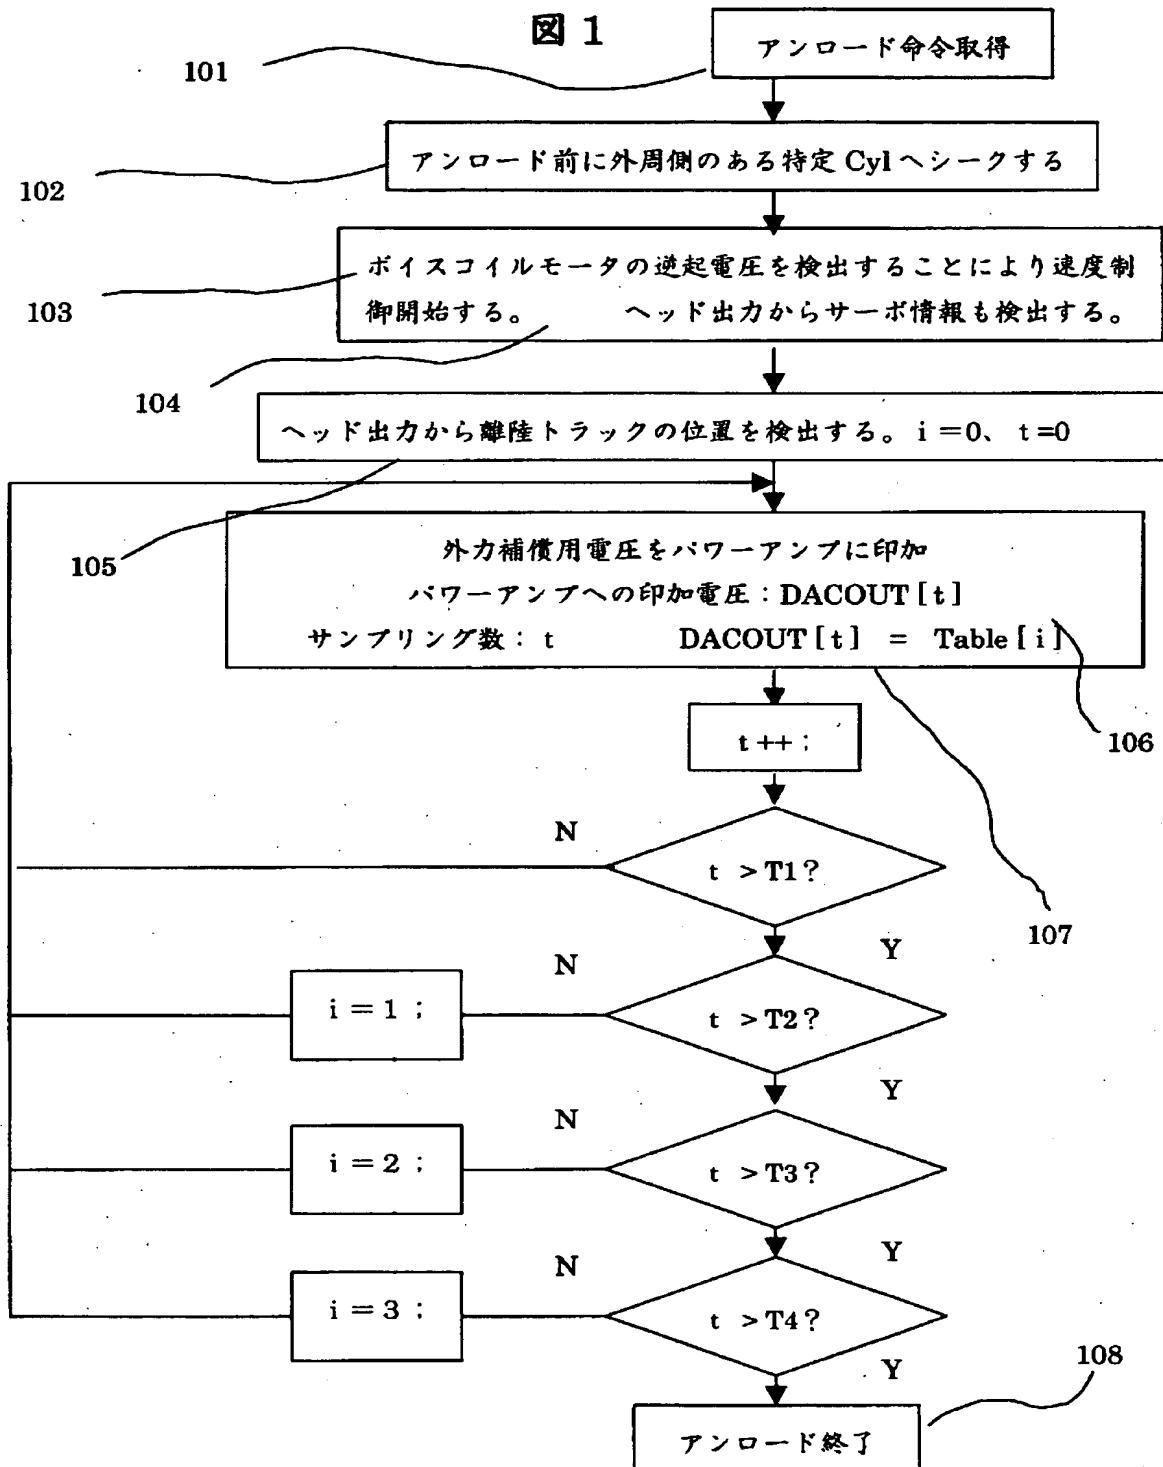 図 1
アンロード命令取得
101
アンロード前に外周側のある特定 Cyl へシークする
102
ボイスコイルモータの逆起電圧を検出することにより速度制
御開始する。 ヘッド出力からサーボ情報も検出する。
103
104
ヘッド出力から離陸トラックの位置を検出する。i =0、t =0
105
外力補償用電圧をパワーアンプに印加
パワーアンプへの印加電圧：DACOUT [ t ]
サンプリング数：t DACOUT [ t ] = Table [ i ]
106
t ++ ;
107
N
t > T1 ?
Y
N
i = 1 ;
t > T2 ?
Y
N
i = 2 ;
t > T3 ?
Y
N
i = 3 ;
t > T4 ?
Y
108
アンロード終了